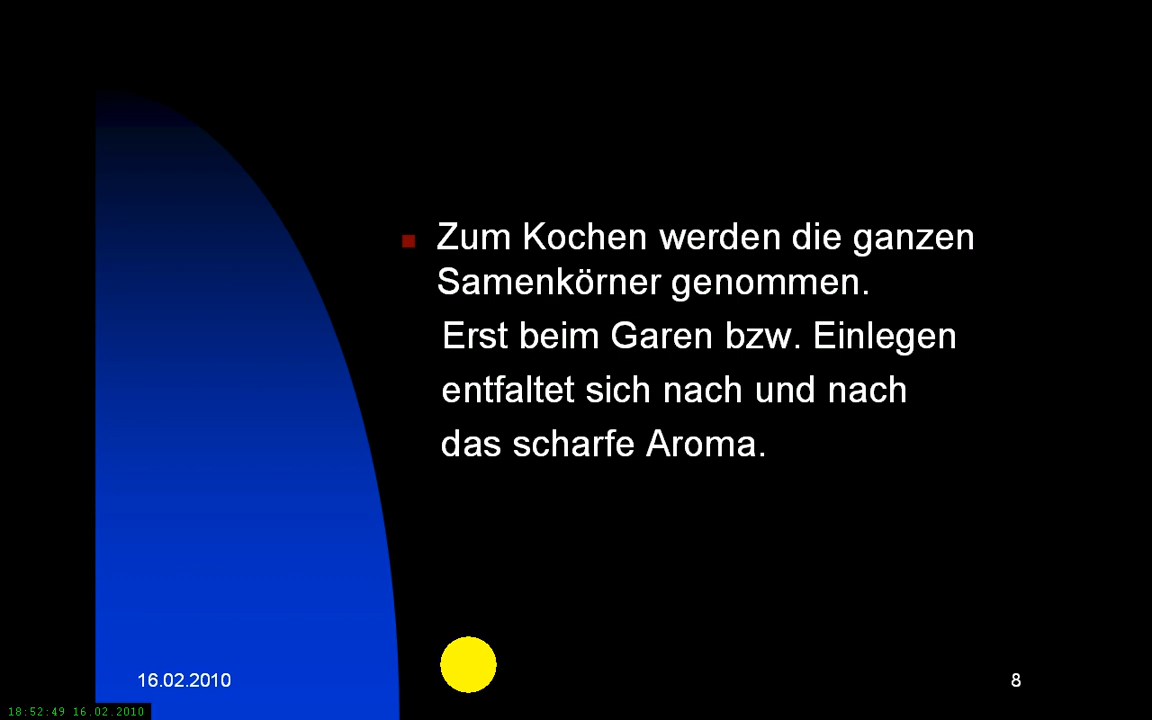 Zum Kochen werden die ganzen
Samenkörner genommen.
Erst beim Garen bzw. Einlegen
entfaltet sich nach und nach
das scharfe Aroma.
16.02.2010
8
18:52:49 16.02.2010